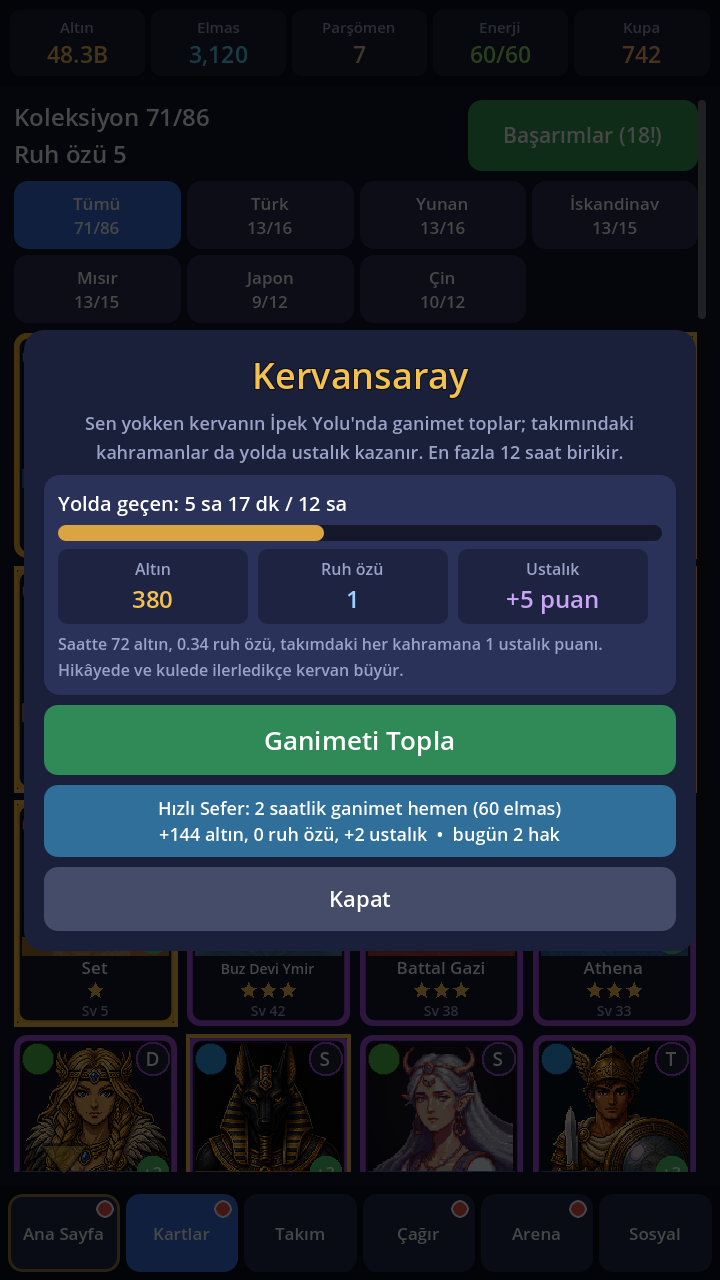 Altın
Elmas
Parşömen
Enerji
Kupa
48.3B
3,120
7
60/60
742
Koleksiyon 71/86
Ruh özü 5
Başarımlar (18!)
Tümü
71/86
Türk
13/16
Yunan
13/16
İskandinav
13/15
Mısır
13/15
Japon
9/12
Çin
10/12
Kervansaray
Sen yokken kervanın İpek Yolu'nda ganimet toplar; takımındaki
kahramanlar da yolda ustalık kazanır. En fazla 12 saat birikir.
Yolda geçen: 5 sa 17 dk / 12 sa
Altın
380
Ruh özü
1
Ustalık
+5 puan
Saatte 72 altın, 0.34 ruh özü, takımdaki her kahramana 1 ustalık puanı.
Hikâyede ve kulede ilerledikçe kervan büyür.
Ganimeti Topla
Hızlı Sefer: 2 saatlik ganimet hemen (60 elmas)
+144 altın, 0 ruh özü, +2 ustalık • bugün 2 hak
Kapat
Set
Sv 5
Buz Devi Ymir
Sv 42
Battal Gazi
Sv 38
Athena
Sv 33
D
S
S
T
Ana Sayfa
Kartlar
Takım
Çağır
Arena
Sosyal